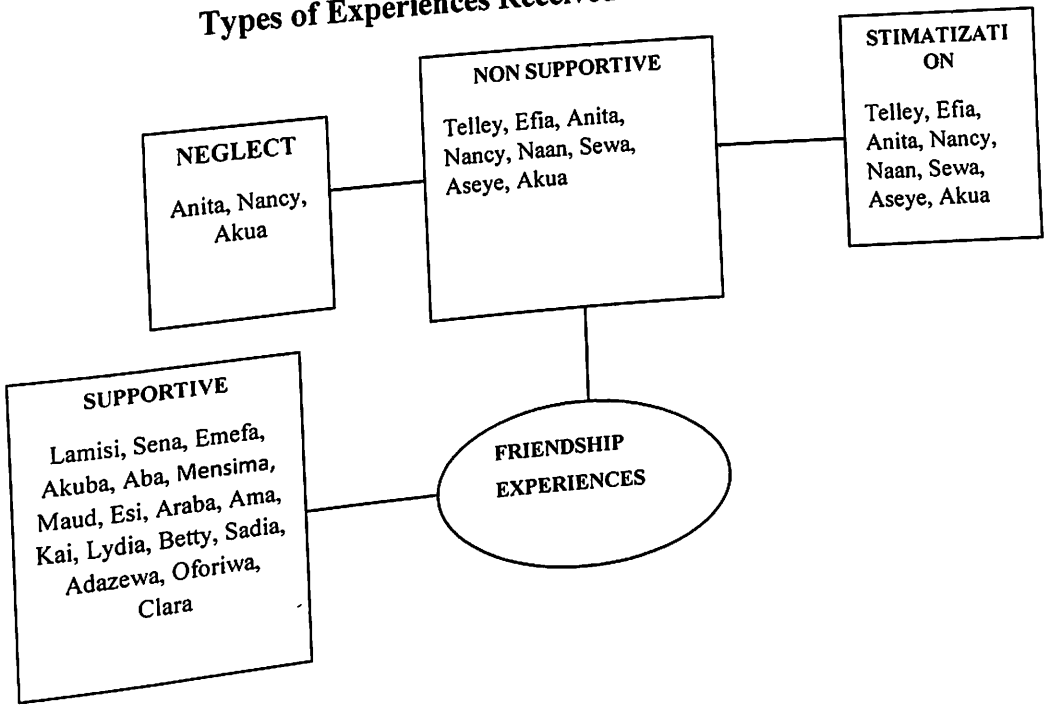 Types of Experiences Received
NON SUPPORTIVE
Telley, Efia, Anita,
Nancy, Naan, Sewa,
Aseye, Akua
STIMATIZATI
ON
Telley, Efia,
Anita, Nancy,
Naan, Sewa,
Aseye, Akua
NEGLECT
Anita, Nancy,
Akua
SUPPORTIVE
Lamisi, Sena, Emefa,
Akuba, Aba, Mensima,
Maud, Esi, Araba, Ama,
Kai, Lydia, Betty, Sadia,
Adazewa, Oforiwa,
Clara
FRIENDSHIP
EXPERIENCES